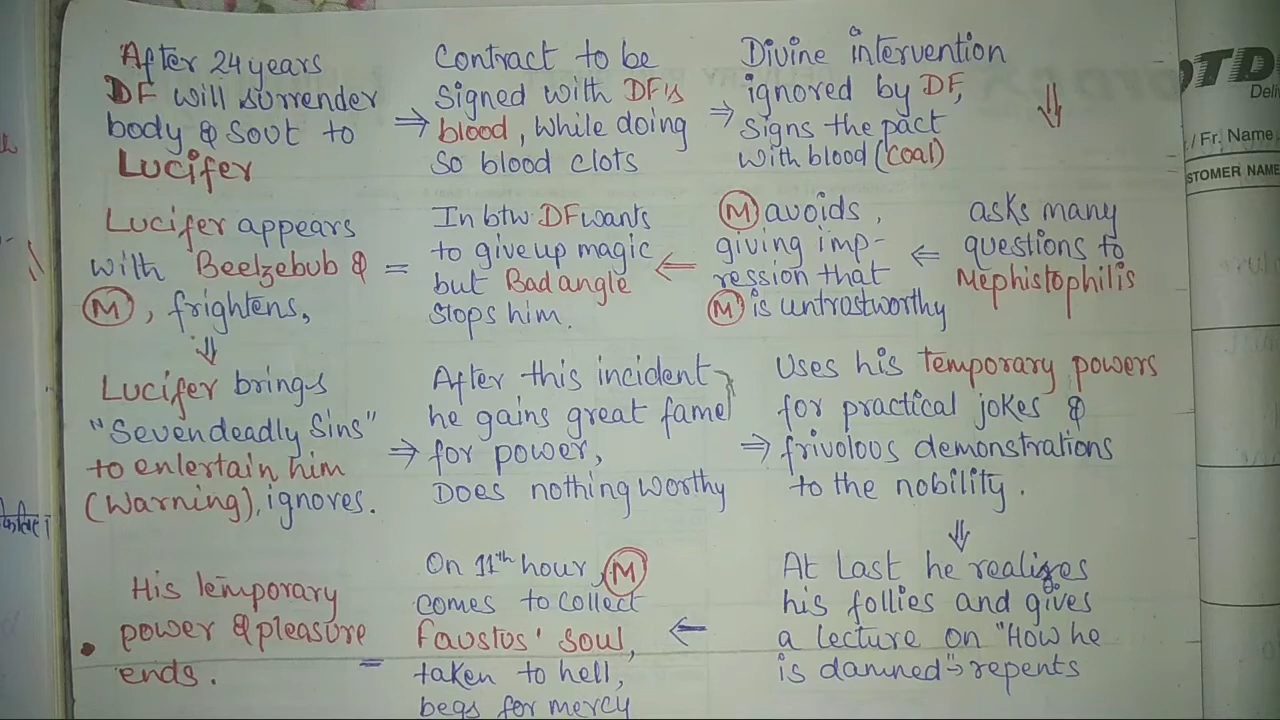 After 24 years
DF will surrender
body & Soul to
Lucifer
⇒
Contract to be
Signed with DF's
blood, while doing
so blood clots
⇒
Divine intervention
ignored by DF,
signs the pact
with blood (coal)
⇓
asks many
questions to
Mephistophilis
⇐
M avoids,
giving imp-
ression that
M is untrustworthy
⇐
In btw DF wants
to give up magic
but Bad angle
stops him.
=
Lucifer appears
with Beelzebub &
M, frightens,
⇓
Lucifer brings
"Seven deadly Sins"
to entertain him
(Warning), ignores.
⇒
After this incident
he gains great fame
for power,
Does nothing worthy
⇒
Uses his temporary powers
for practical jokes &
frivolous demonstrations
to the nobility.
⇓
At Last he realizes
his follies and gives
a lecture on "How he
is damned" → repents
←
On 11th hour, M
comes to collect
Faustus' soul,
taken to hell,
begs for mercy
=
• His temporary
power & pleasure
ends.
OTD
Deli
/ Fr. Name
STOMER NAME